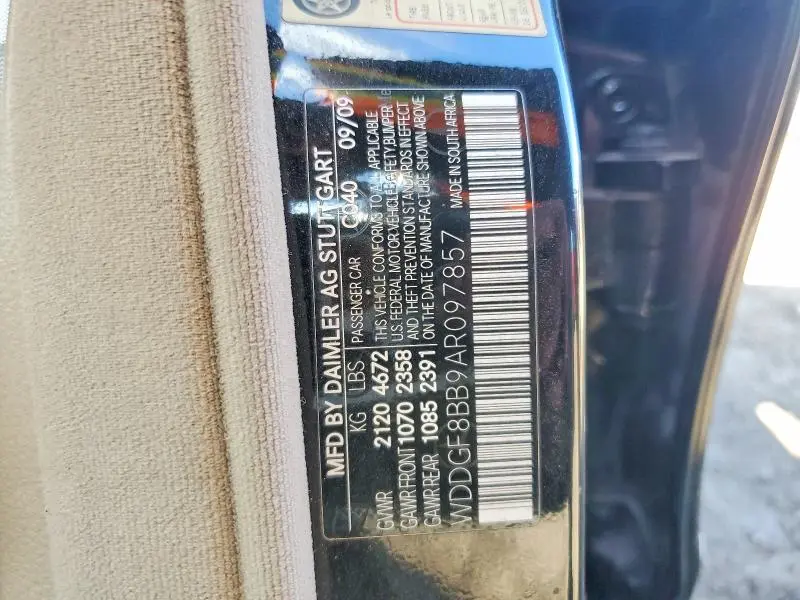 MFD BY DAIMLER AG STUTTGART
KG LBS PASSENGER CAR C040 09/09
GVWR 2120 4672 THIS VEHICLE CONFORMS TO ALL APPLICABLE
GAWR FRONT 1070 2358 U.S. FEDERAL MOTOR VEHICLE SAFETY, BUMPER
GAWR REAR 1085 2391 AND THEFT PREVENTION STANDARDS IN EFFECT
ON THE DATE OF MANUFACTURE SHOWN ABOVE.
WDDGF8BB9AR097857 MADE IN SOUTH AFRICA